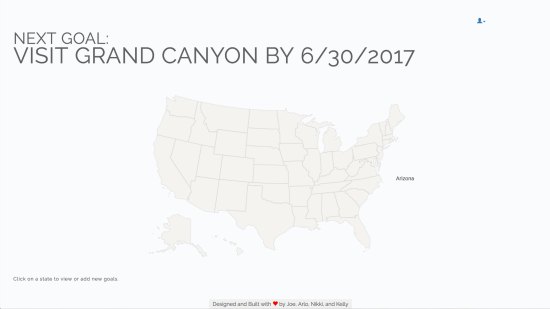 NEXT GOAL:
VISIT GRAND CANYON BY 6/30/2017
Arizona
Click on a state to view or add new goals.
Designed and Built with ❤ by Joe, Arlo, Nikki, and Kelly